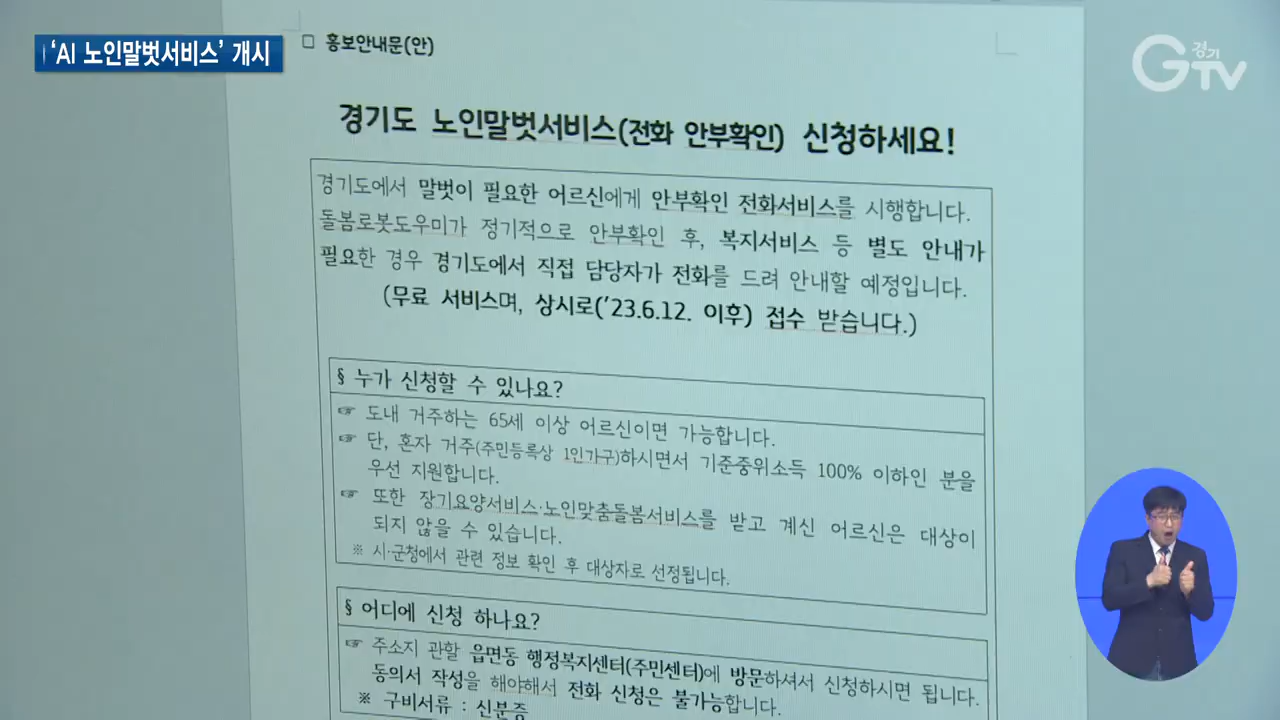 'AI 노인말벗서비스' 개시
경기
GTV
□ 홍보안내문(안)
경기도 노인말벗서비스(전화 안부확인) 신청하세요!
경기도에서 말벗이 필요한 어르신에게 안부확인 전화서비스를 시행합니다.
돌봄로봇도우미가 정기적으로 안부확인 후, 복지서비스 등 별도 안내가
필요한 경우 경기도에서 직접 담당자가 전화를 드려 안내할 예정입니다.
(무료 서비스며, 상시로('23.6.12. 이후) 접수 받습니다.)
§ 누가 신청할 수 있나요?
☞ 도내 거주하는 65세 이상 어르신이면 가능합니다.
☞ 단, 혼자 거주(주민등록상 1인가구)하시면서 기준중위소득 100% 이하인 분을
우선 지원합니다.
☞ 또한 장기요양서비스·노인맞춤돌봄서비스를 받고 계신 어르신은 대상이
되지 않을 수 있습니다.
※ 시·군청에서 관련 정보 확인 후 대상자로 선정됩니다.
§ 어디에 신청 하나요?
☞ 주소지 관할 읍면동 행정복지센터(주민센터)에 방문하셔서 신청하시면 됩니다.
동의서 작성을 해야해서 전화 신청은 불가능합니다.
※ 구비서류 : 신분증